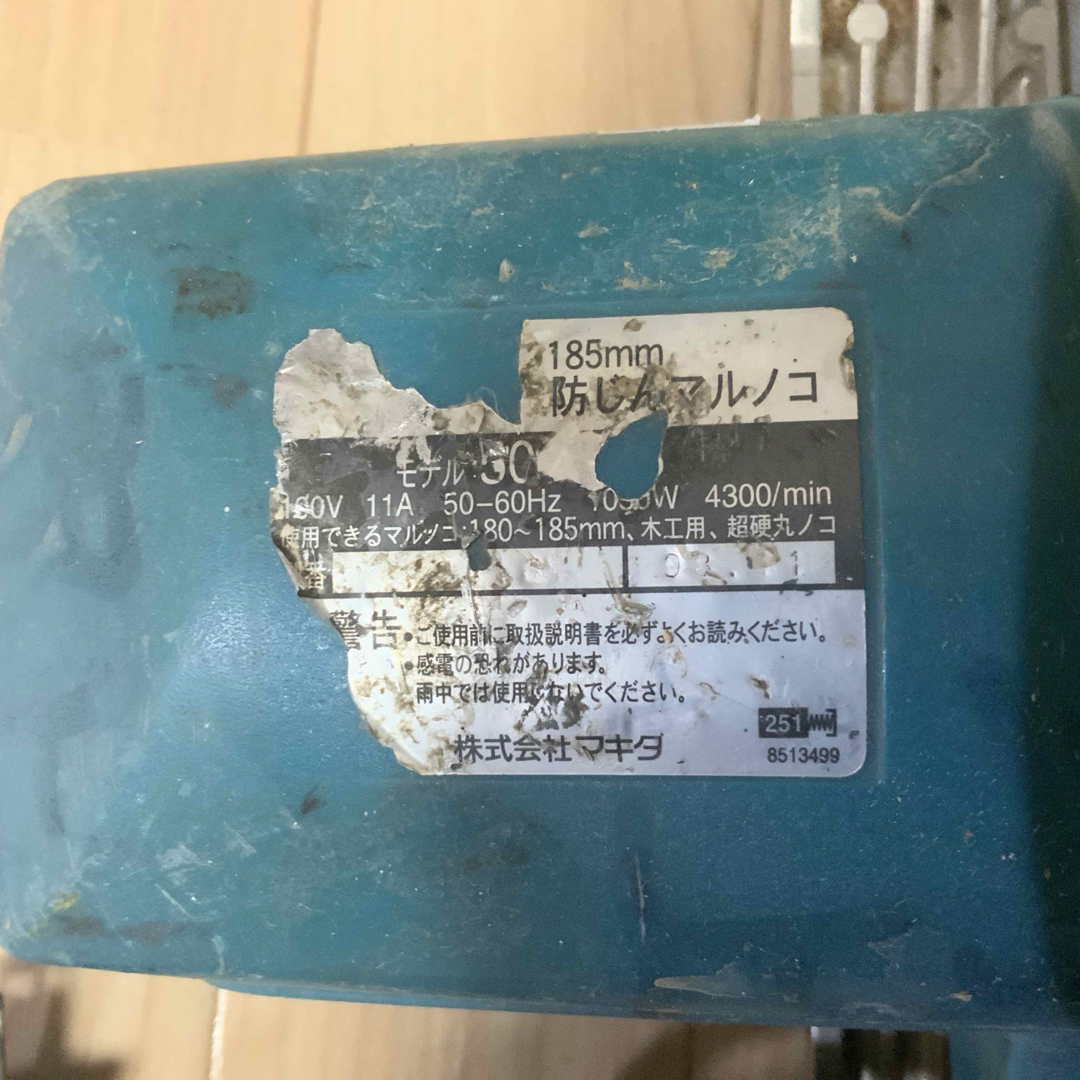 185mm
防じんマルノコ
モデル 50
100V 11A 50-60Hz W 4300/min
使用できるマルノコ:180~185mm、木工用、超硬丸ノコ
番
警告 •ご使用前に取扱説明書を必ずよくお読みください。
•感電の恐れがあります。
雨中では使用しないでください。
251
株式会社マキタ
8513499